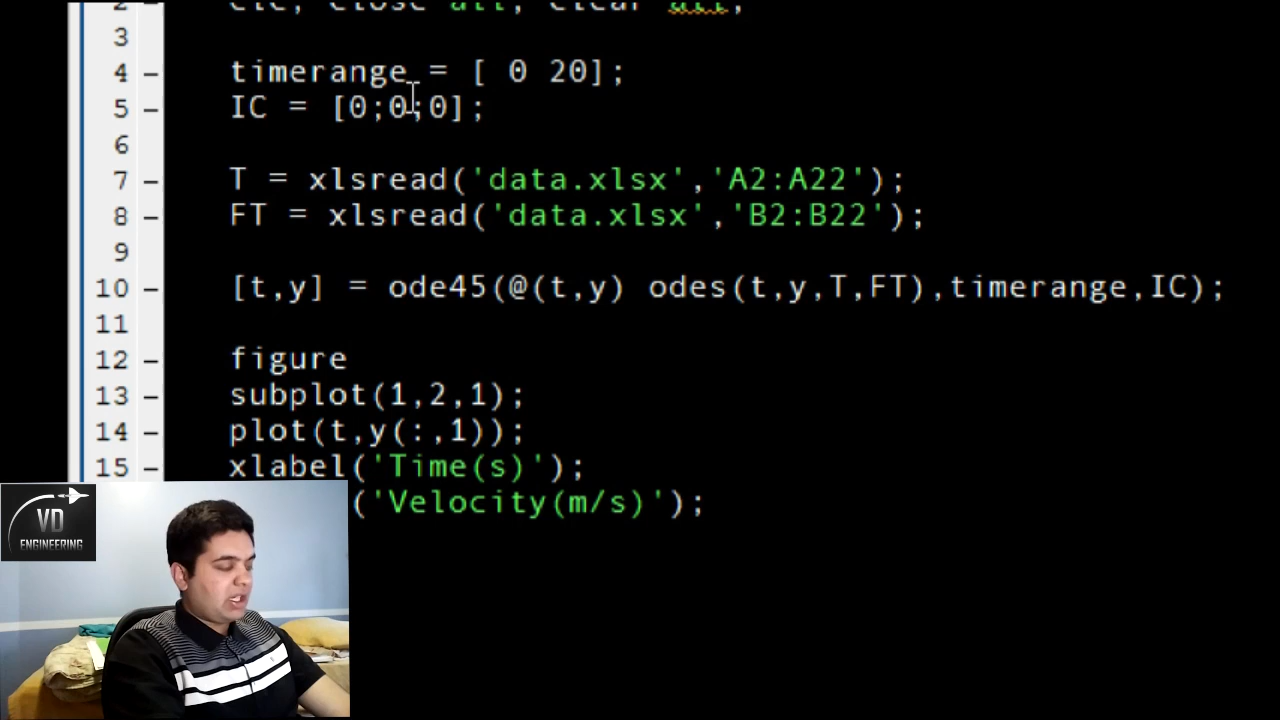 3
4 – timerange = [ 0 20];
5 – IC = [0;0;0];
6
7 – T = xlsread('data.xlsx','A2:A22');
8 – FT = xlsread('data.xlsx','B2:B22');
9
10 – [t,y] = ode45(@(t,y) odes(t,y,T,FT),timerange,IC);
11
12 – figure
13 – subplot(1,2,1);
14 – plot(t,y(:,1));
15 – xlabel('Time(s)');
('Velocity(m/s)');
VD
ENGINEERING